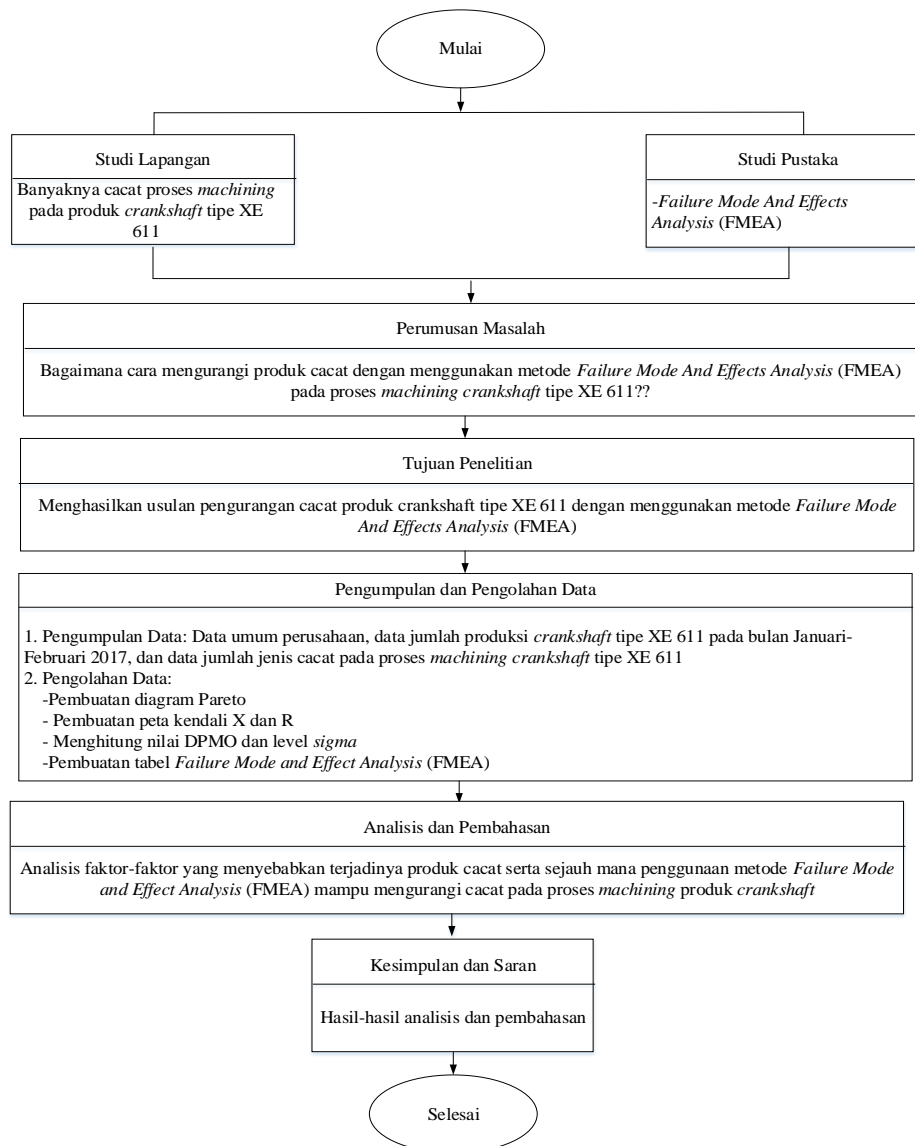 Mulai
Studi Lapangan
Banyaknya cacat proses machining
pada produk crankshaft tipe XE
611
Studi Pustaka
-Failure Mode And Effects
Analysis (FMEA)
Perumusan Masalah
Bagaimana cara mengurangi produk cacat dengan menggunakan metode Failure Mode And Effects Analysis (FMEA)
pada proses machining crankshaft tipe XE 611??
Tujuan Penelitian
Menghasilkan usulan pengurangan cacat produk crankshaft tipe XE 611 dengan menggunakan metode Failure Mode
And Effects Analysis (FMEA)
Pengumpulan dan Pengolahan Data
1. Pengumpulan Data: Data umum perusahaan, data jumlah produksi crankshaft tipe XE 611 pada bulan Januari-
Februari 2017, dan data jumlah jenis cacat pada proses machining crankshaft tipe XE 611
2. Pengolahan Data:
-Pembuatan diagram Pareto
- Pembuatan peta kendali X dan R
- Menghitung nilai DPMO dan level sigma
-Pembuatan tabel Failure Mode and Effect Analysis (FMEA)
Analisis dan Pembahasan
Analisis faktor-faktor yang menyebabkan terjadinya produk cacat serta sejauh mana penggunaan metode Failure Mode
and Effect Analysis (FMEA) mampu mengurangi cacat pada proses machining produk crankshaft
Kesimpulan dan Saran
Hasil-hasil analisis dan pembahasan
Selesai